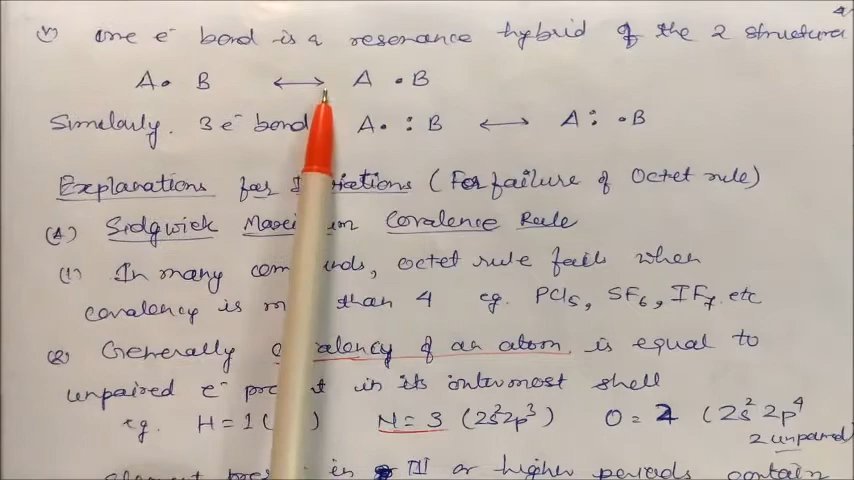 4
(v) one e⁻ bond is a resonance hybrid of the 2 structura
A• B ⟷ A •B
Similarly. 3 e⁻ bond A• :B ⟷ A: •B
Explanations for (For failure of Octet rule)
(A) Sidgwick Covalence Rule
(1) In many octet rule fails when
covalency is than 4 eg. PCl5, SF6, IF7. etc
(2) Generally of an atom is equal to
unpaired e⁻ in its outermost shell
eg. H = 1 ( ) N = 3 (2s²2p³) O = 2 (2s² 2p⁴
2 unpaired)
in III or higher periods contain